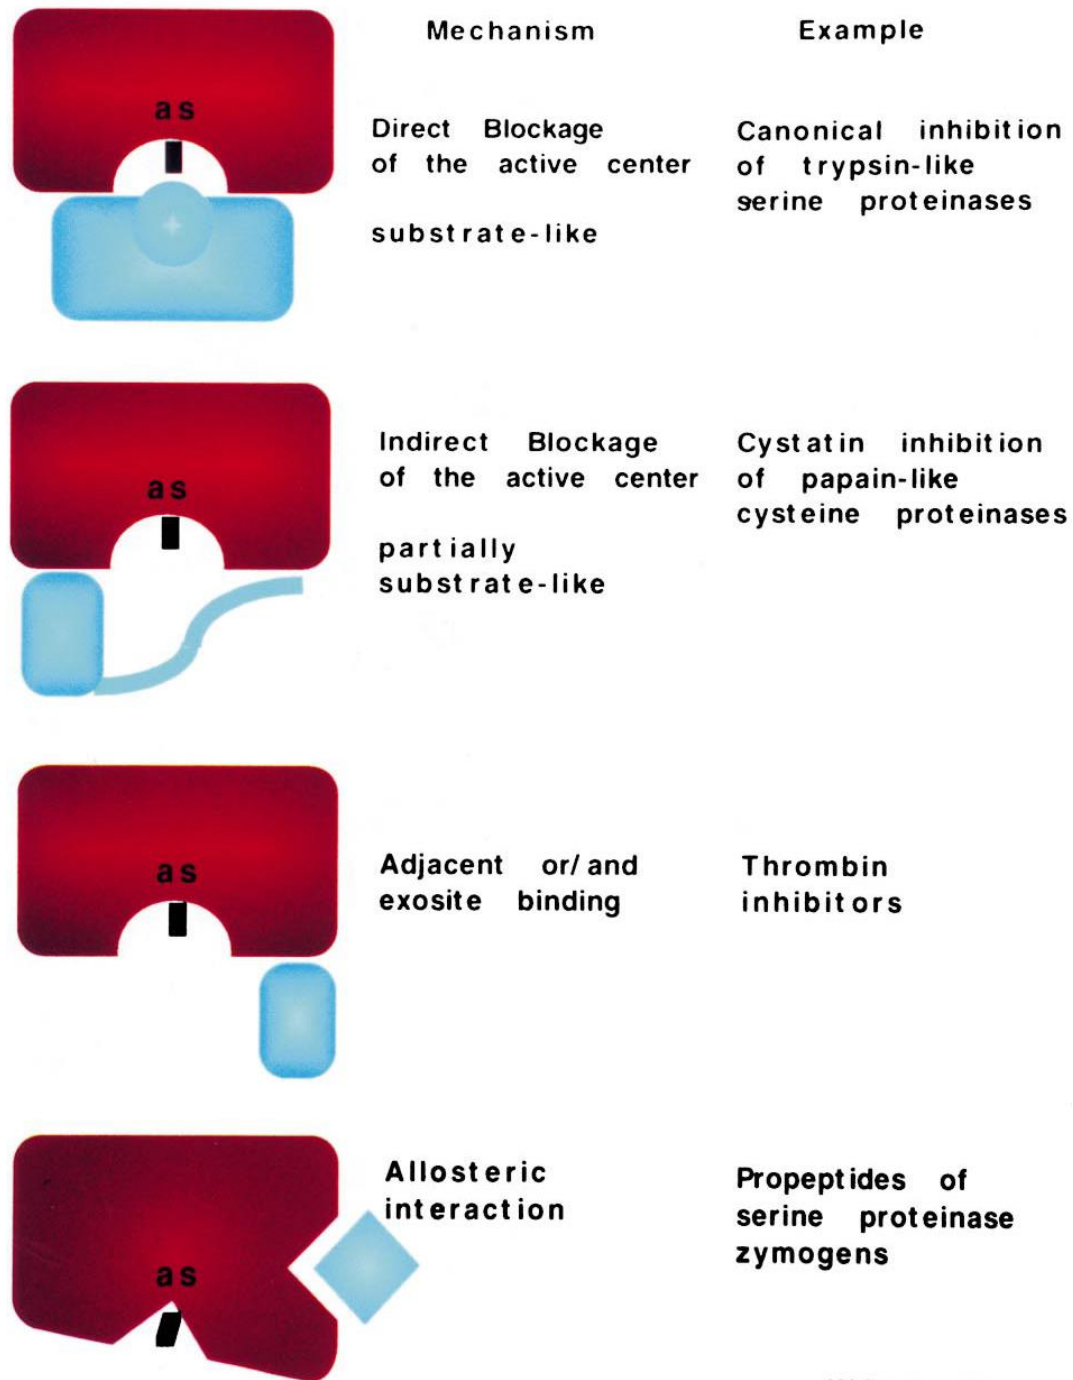 Mechanism
Example
as
Direct Blockage
of the active center
substrate-like
Canonical inhibition
of trypsin-like
serine proteinases
as
Indirect Blockage
of the active center
partially
substrate-like
Cystatin inhibition
of papain-like
cysteine proteinases
as
Adjacent or/and
exosite binding
Thrombin
inhibitors
as
Allosteric
interaction
Propeptides of
serine proteinase
zymogens